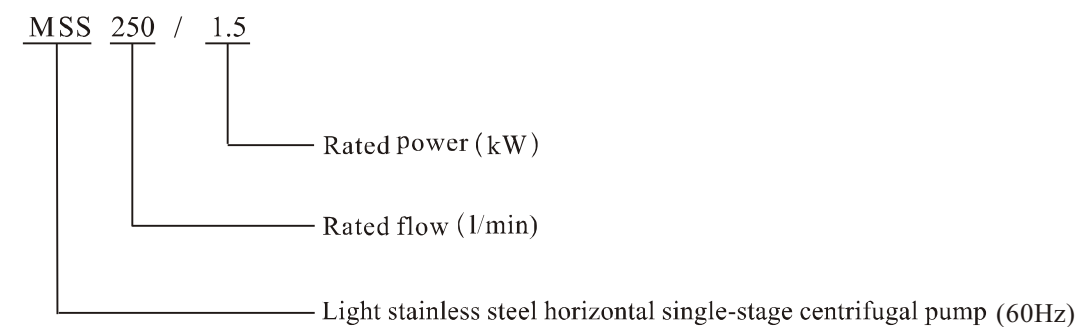 MSS 250 / 1.5
Rated power (kW)
Rated flow (l/min)
Light stainless steel horizontal single-stage centrifugal pump (60Hz)